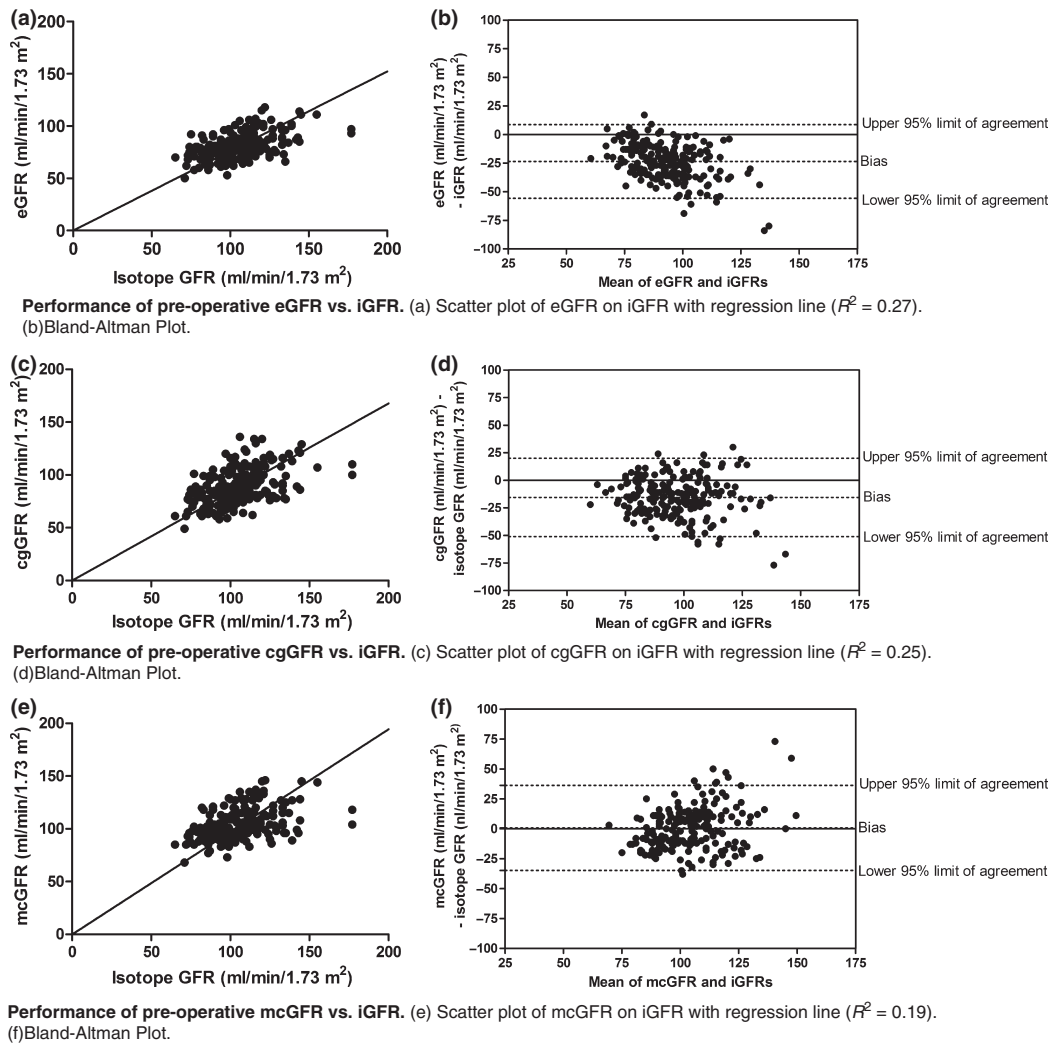 (a)
200
150
100
50
0
eGFR (ml/min/1.73 m²)
0 50 100 150 200
Isotope GFR (ml/min/1.73 m²)
(b)
100
75
50
25
0
–25
–50
–75
–100
eGFR (ml/min/1.73 m²)
- iGFR (ml/min/1.73 m²)
Upper 95% limit of agreement
Bias
Lower 95% limit of agreement
25 50 75 100 125 150 175
Mean of eGFR and iGFRs
Performance of pre-operative eGFR vs. iGFR. (a) Scatter plot of eGFR on iGFR with regression line (R² = 0.27).
(b)Bland-Altman Plot.
(c)
200
150
100
50
0
cgGFR (ml/min/1.73 m²)
0 50 100 150 200
Isotope GFR (ml/min/1.73 m²)
(d)
100
75
50
25
0
–25
–50
–75
–100
cgGFR (ml/min/1.73 m²) -
isotope GFR (ml/min/1.73 m²)
Upper 95% limit of agreement
Bias
Lower 95% limit of agreement
25 50 75 100 125 150 175
Mean of cgGFR and iGFRs
Performance of pre-operative cgGFR vs. iGFR. (c) Scatter plot of cgGFR on iGFR with regression line (R² = 0.25).
(d)Bland-Altman Plot.
(e)
200
150
100
50
0
mcGFR (ml/min/1.73 m²)
0 50 100 150 200
Isotope GFR (ml/min/1.73 m²)
(f)
100
75
50
25
0
–25
–50
–75
–100
mcGFR (ml/min/1.73 m²)
- isotope GFR (nl/min/1.73 m²)
Upper 95% limit of agreement
Bias
Lower 95% limit of agreement
25 50 75 100 125 150 175
Mean of mcGFR and iGFRs
Performance of pre-operative mcGFR vs. iGFR. (e) Scatter plot of mcGFR on iGFR with regression line (R² = 0.19).
(f)Bland-Altman Plot.